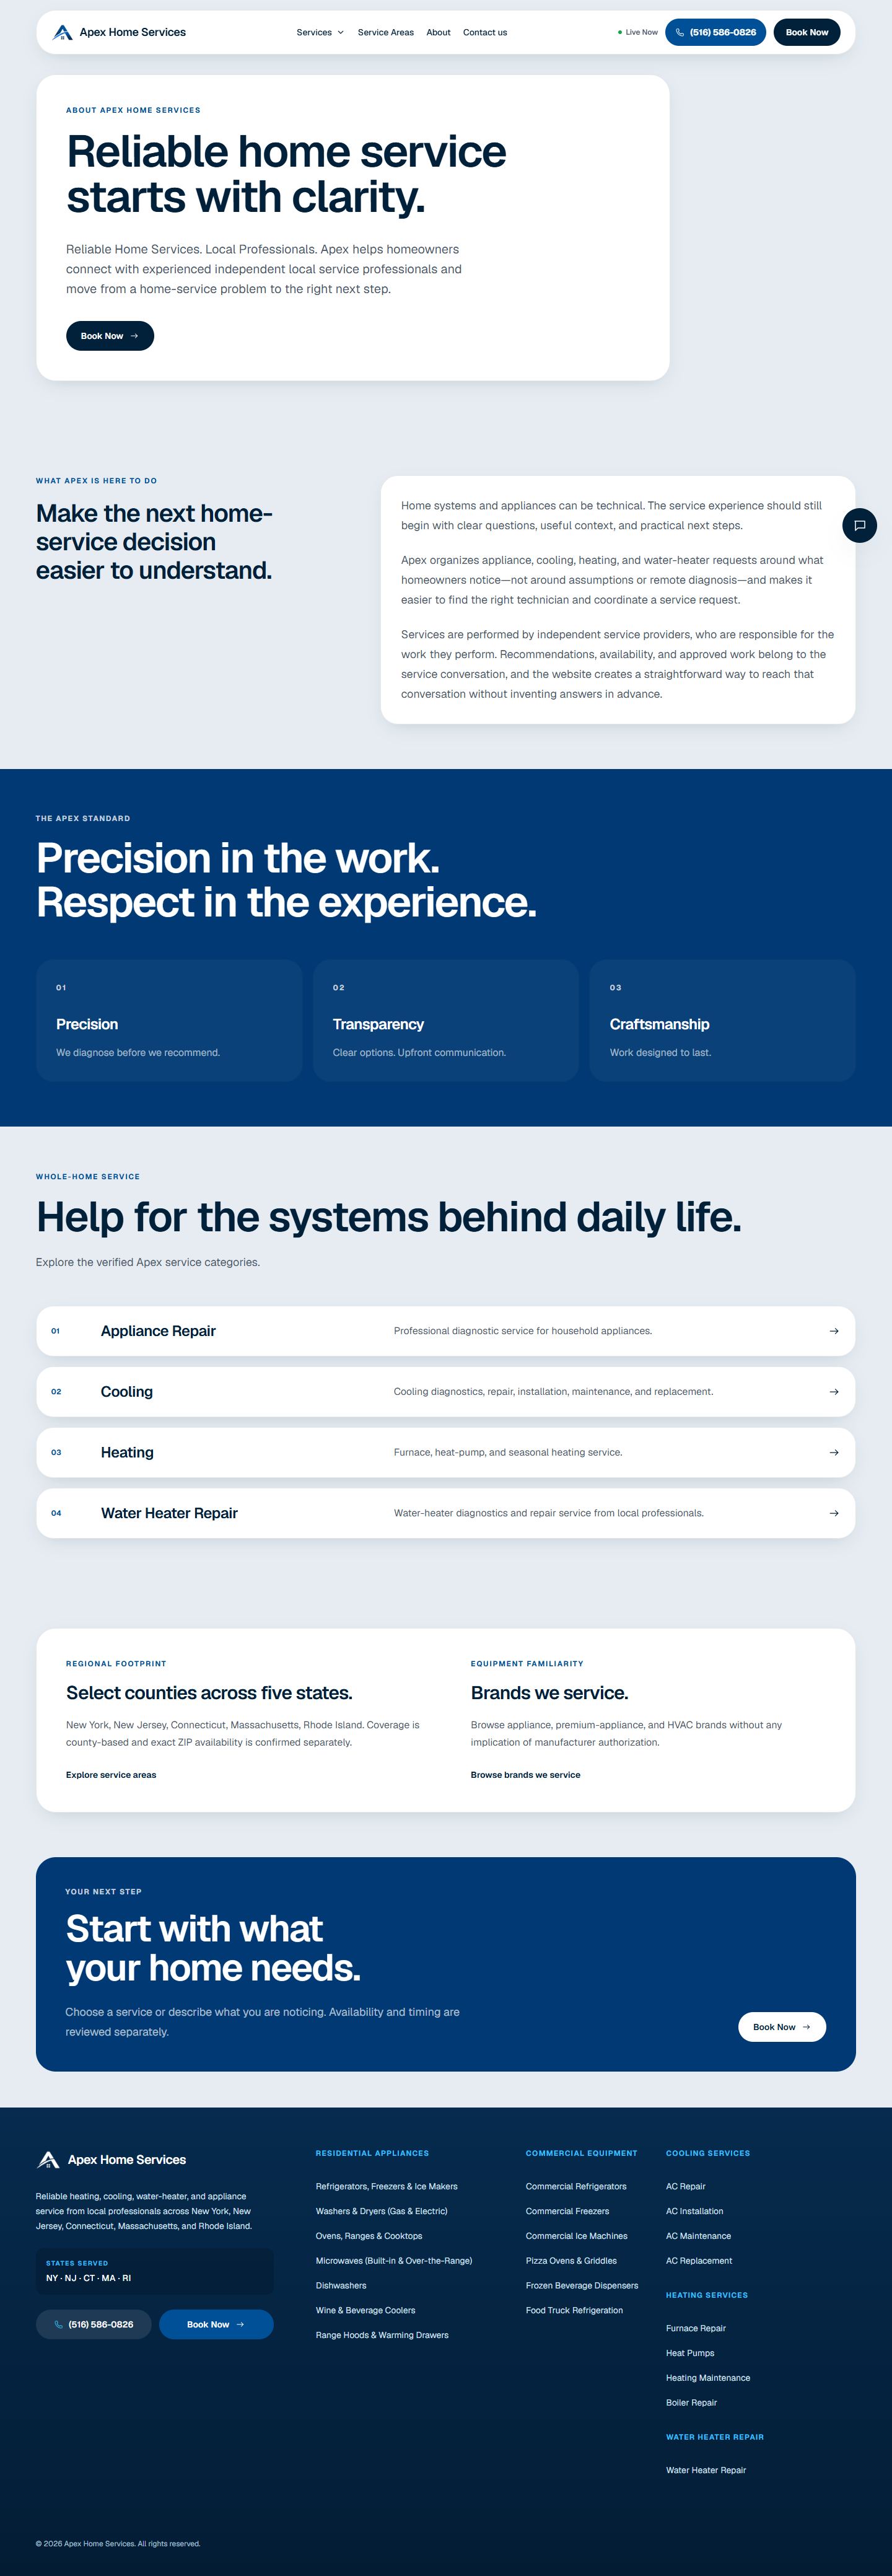 Apex Home Services
Services
Service Areas
About
Contact us
Live Now
(516) 586-0826
Book Now
ABOUT APEX HOME SERVICES
Reliable home service
starts with clarity.
Reliable Home Services. Local Professionals. Apex helps homeowners
connect with experienced independent local service professionals and
move from a home-service problem to the right next step.
Book Now
WHAT APEX IS HERE TO DO
Make the next home-
service decision
easier to understand.
Home systems and appliances can be technical. The service experience should still
begin with clear questions, useful context, and practical next steps.
Apex organizes appliance, cooling, heating, and water-heater requests around what
homeowners notice—not around assumptions or remote diagnosis—and makes it
easier to find the right technician and coordinate a service request.
Services are performed by independent service providers, who are responsible for the
work they perform. Recommendations, availability, and approved work belong to the
service conversation, and the website creates a straightforward way to reach that
conversation without inventing answers in advance.
THE APEX STANDARD
Precision in the work.
Respect in the experience.
01
Precision
We diagnose before we recommend.
02
Transparency
Clear options. Upfront communication.
03
Craftsmanship
Work designed to last.
WHOLE-HOME SERVICE
Help for the systems behind daily life.
Explore the verified Apex service categories.
01
Appliance Repair
Professional diagnostic service for household appliances.
02
Cooling
Cooling diagnostics, repair, installation, maintenance, and replacement.
03
Heating
Furnace, heat-pump, and seasonal heating service.
04
Water Heater Repair
Water-heater diagnostics and repair service from local professionals.
REGIONAL FOOTPRINT
Select counties across five states.
New York, New Jersey, Connecticut, Massachusetts, Rhode Island. Coverage is
county-based and exact ZIP availability is confirmed separately.
Explore service areas
EQUIPMENT FAMILIARITY
Brands we service.
Browse appliance, premium-appliance, and HVAC brands without any
implication of manufacturer authorization.
Browse brands we service
YOUR NEXT STEP
Start with what
your home needs.
Choose a service or describe what you are noticing. Availability and timing are
reviewed separately.
Book Now
Apex Home Services
Reliable heating, cooling, water-heater, and appliance
service from local professionals across New York, New
Jersey, Connecticut, Massachusetts, and Rhode Island.
STATES SERVED
NY · NJ · CT · MA · RI
(516) 586-0826
Book Now
RESIDENTIAL APPLIANCES
Refrigerators, Freezers & Ice Makers
Washers & Dryers (Gas & Electric)
Ovens, Ranges & Cooktops
Microwaves (Built-in & Over-the-Range)
Dishwashers
Wine & Beverage Coolers
Range Hoods & Warming Drawers
COMMERCIAL EQUIPMENT
Commercial Refrigerators
Commercial Freezers
Commercial Ice Machines
Pizza Ovens & Griddles
Frozen Beverage Dispensers
Food Truck Refrigeration
COOLING SERVICES
AC Repair
AC Installation
AC Maintenance
AC Replacement
HEATING SERVICES
Furnace Repair
Heat Pumps
Heating Maintenance
Boiler Repair
WATER HEATER REPAIR
Water Heater Repair
© 2026 Apex Home Services. All rights reserved.